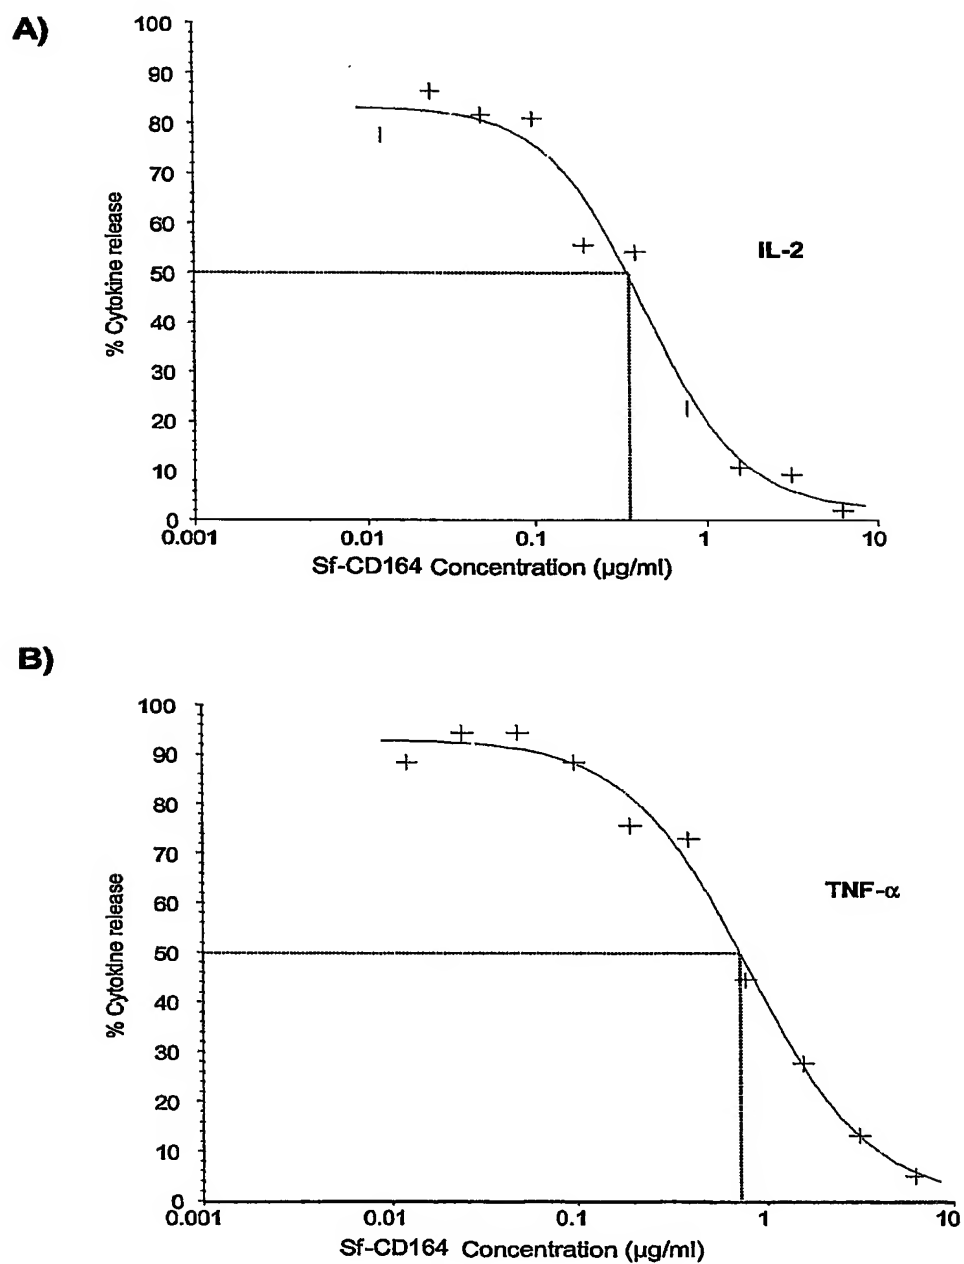 A)
100
90
80
70
60
50
40
30
20
10
0
% Cytokine release
IL-2
0.001 0.01 0.1 1 10
Sf-CD164 Concentration (µg/ml)
B)
100
90
80
70
60
50
40
30
20
10
0
% Cytokine release
TNF-α
0.001 0.01 0.1 1 10
Sf-CD164 Concentration (µg/ml)